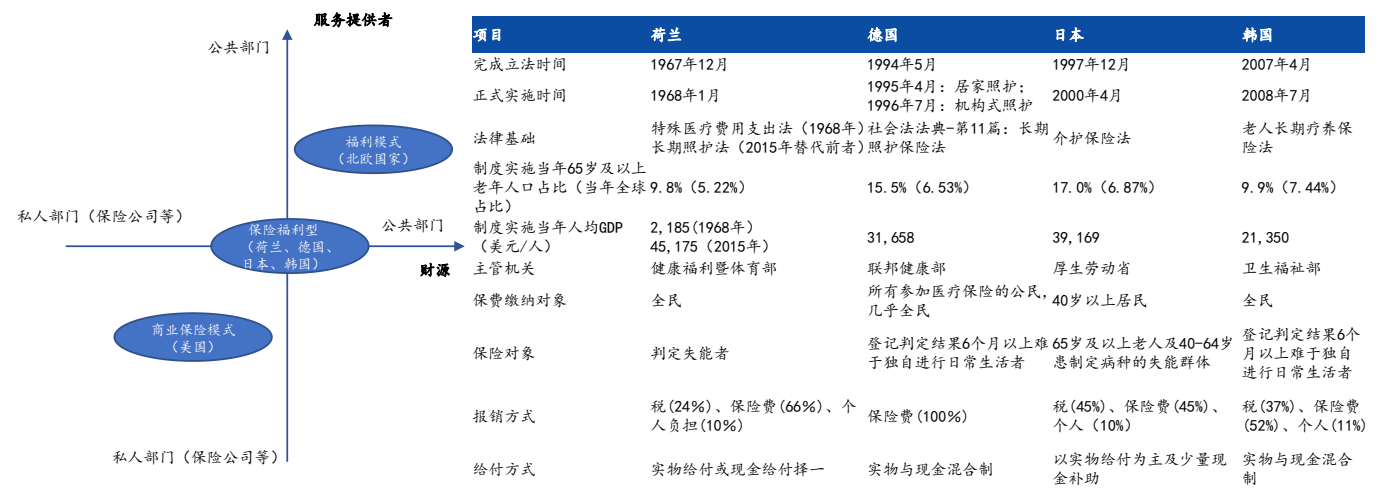 服务提供者
公共部门
福利模式
（北欧国家）
私人部门（保险公司等）
保险福利型
（荷兰、德国、
日本、韩国）
公共部门
财源
商业保险模式
（美国）
私人部门（保险公司等）
项目 荷兰 德国 日本 韩国
完成立法时间 1967年12月 1994年5月 1997年12月 2007年4月
正式实施时间 1968年1月 1995年4月：居家照护； 2000年4月 2008年7月
1996年7月：机构式照护
法律基础 特殊医疗费用支出法（1968年） 社会法法典-第11篇：长期 介护保险法 老人长期疗养保
长期照护法（2015年替代前者） 照护保险法 险法
制度实施当年65岁及以上
老年人口占比（当年全球 9.8%（5.22%） 15.5%（6.53%） 17.0%（6.87%） 9.9%（7.44%）
占比）
制度实施当年人均GDP 2,185(1968年) 31,658 39,169 21,350
（美元/人） 45,175（2015年）
主管机关 健康福利暨体育部 联邦健康部 厚生劳动省 卫生福祉部
保费缴纳对象 全民 所有参加医疗保险的公民， 40岁以上居民 全民
几乎全民
保险对象 判定失能者 登记判定结果6个月以上难 65岁及以上老人及40-64岁 登记判定结果6个
于独自进行日常生活者 患制定病种的失能群体 月以上难于独自
进行日常生活者
报销方式 税(24%)、保险费(66%)、个 保险费(100%) 税(45%)、保险费(45%)、 税(37%)、保险费
人负担(10%) 个人（10%） (52%)、个人(11%)
给付方式 实物给付或现金给付择一 实物与现金混合制 以实物给付为主及少量现 实物与现金混合
金补助 制